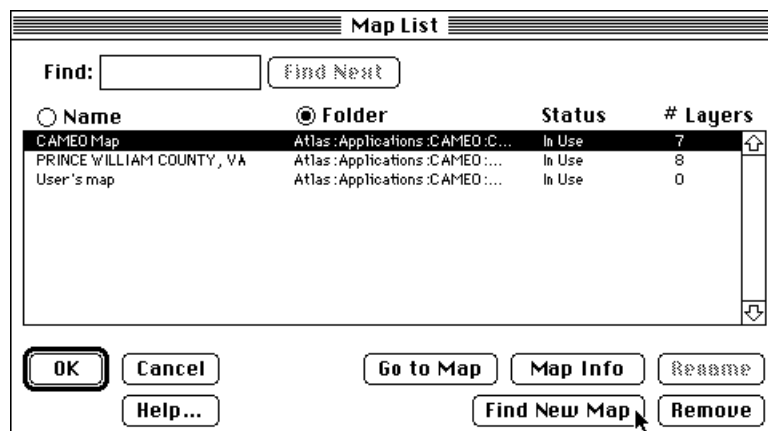 Map List
Find: Find Next
Name Folder Status # Layers
CAMEO Map Atlas:Applications:CAMEO:C... In Use 7
PRINCE WILLIAM COUNTY, VA Atlas:Applications:CAMEO:... In Use 8
User's map Atlas:Applications:CAMEO:... In Use 0
OK Cancel Go to Map Map Info Rename
Help... Find New Map Remove